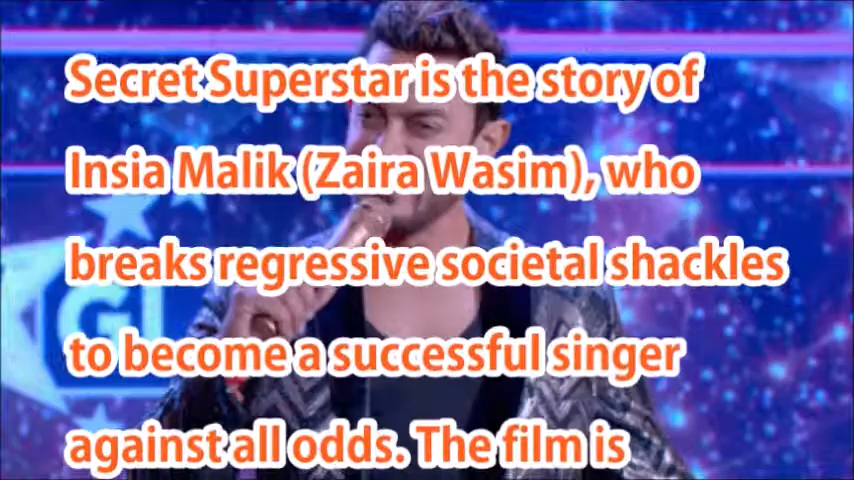 Secret Superstar is the story of
Insia Malik (Zaira Wasim), who
breaks regressive societal shackles
to become a successful singer
against all odds. The film is